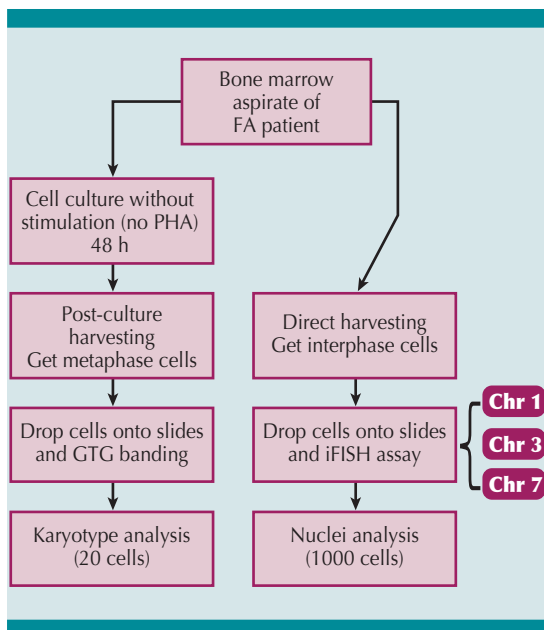 Bone marrow
aspirate of
FA patient
Cell culture without
stimulation (no PHA)
48 h
Post-culture
harvesting
Get metaphase cells
Drop cells onto slides
and GTG banding
Karyotype analysis
(20 cells)
Direct harvesting
Get interphase cells
Drop cells onto slides
and iFISH assay
Chr 1
Chr 3
Chr 7
Nuclei analysis
(1000 cells)